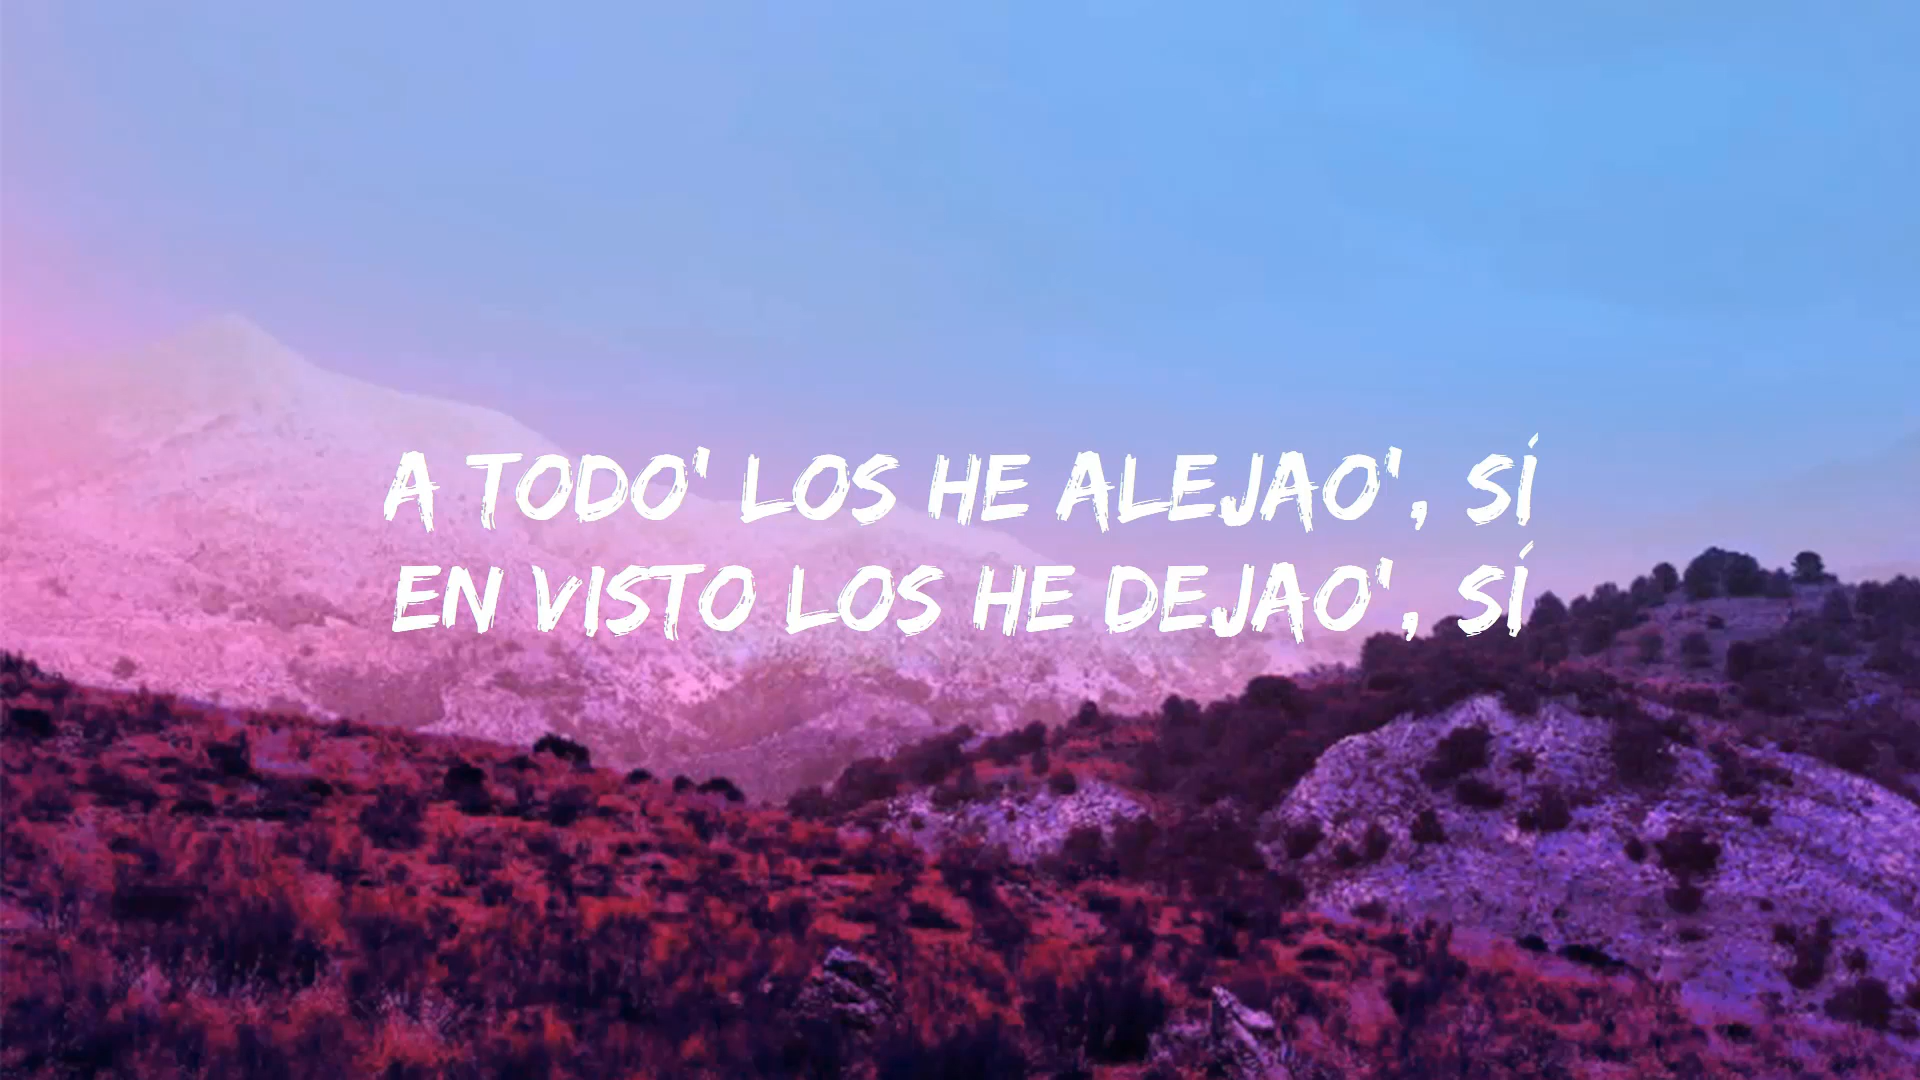 A TODO' LOS HE ALEJAO', SÍ
EN VISTO LOS HE DEJAO', SÍ